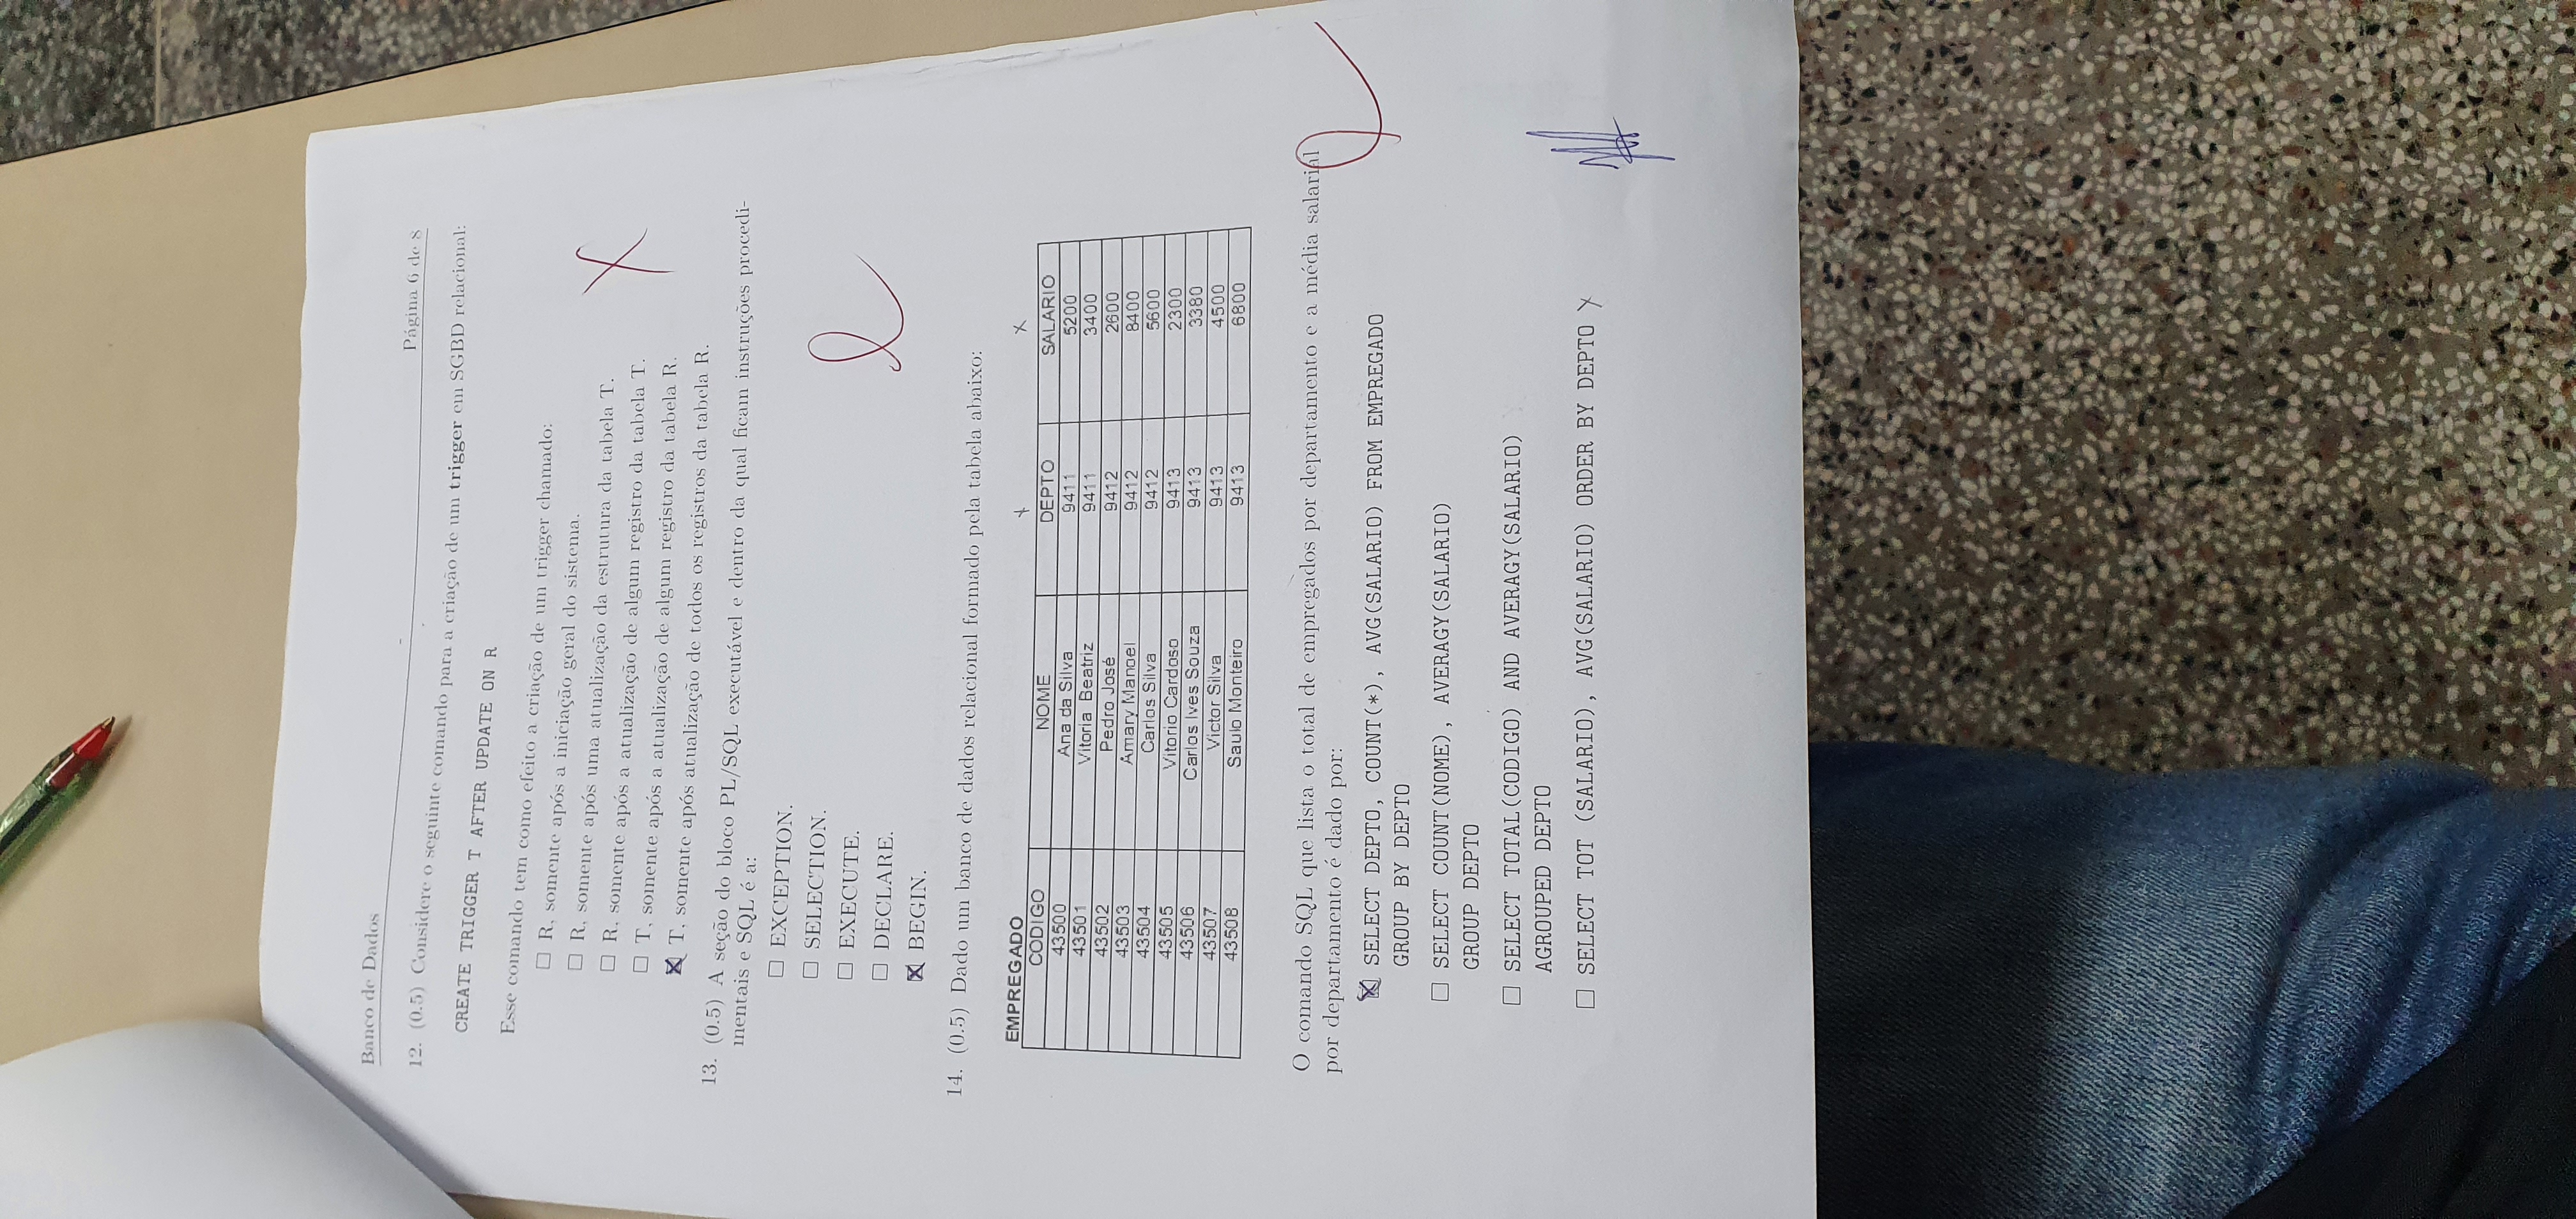 Banco de Dados
Página 6 de 8
12. (0.5) Considere o seguinte comando para a criação de um trigger em SGBD relacional:
CREATE TRIGGER T AFTER UPDATE ON R
Esse comando tem como efeito a criação de um trigger chamado:
R, somente após a iniciação geral do sistema.
R, somente após uma atualização da estrutura da tabela T.
R, somente após a atualização de algum registro da tabela T.
T, somente após a atualização de algum registro da tabela R.
X T, somente após atualização de todos os registros da tabela R.
13. (0.5) A seção do bloco PL/SQL executável e dentro da qual ficam instruções procedi-
mentais e SQL é a:
EXCEPTION.
SELECTION.
EXECUTE.
DECLARE.
X BEGIN.
14. (0.5) Dado um banco de dados relacional formado pela tabela abaixo:
X X
EMPREGADO
CODIGO NOME DEPTO SALARIO
43500 Ana da Silva 9411 5200
43501 Vitoria Beatriz 9411 3400
43502 Pedro José 9412 2600
43503 Amary Manoel 9412 8400
43504 Carlos Silva 9412 5600
43505 Vitorio Cardoso 9413 2300
43506 Carlos Ives Souza 9413 3380
43507 Victor Silva 9413 4500
43508 Saulo Monteiro 9413 6800
O comando SQL que lista o total de empregados por departamento e a média salarial
por departamento é dado por:
X SELECT DEPTO, COUNT(*), AVG(SALARIO) FROM EMPREGADO
GROUP BY DEPTO
SELECT COUNT(NOME), AVERAGY(SALARIO)
GROUP DEPTO
SELECT TOTAL(CODIGO) AND AVERAGY(SALARIO)
AGROUPED DEPTO
SELECT TOT (SALARIO), AVG(SALARIO) ORDER BY DEPTO X